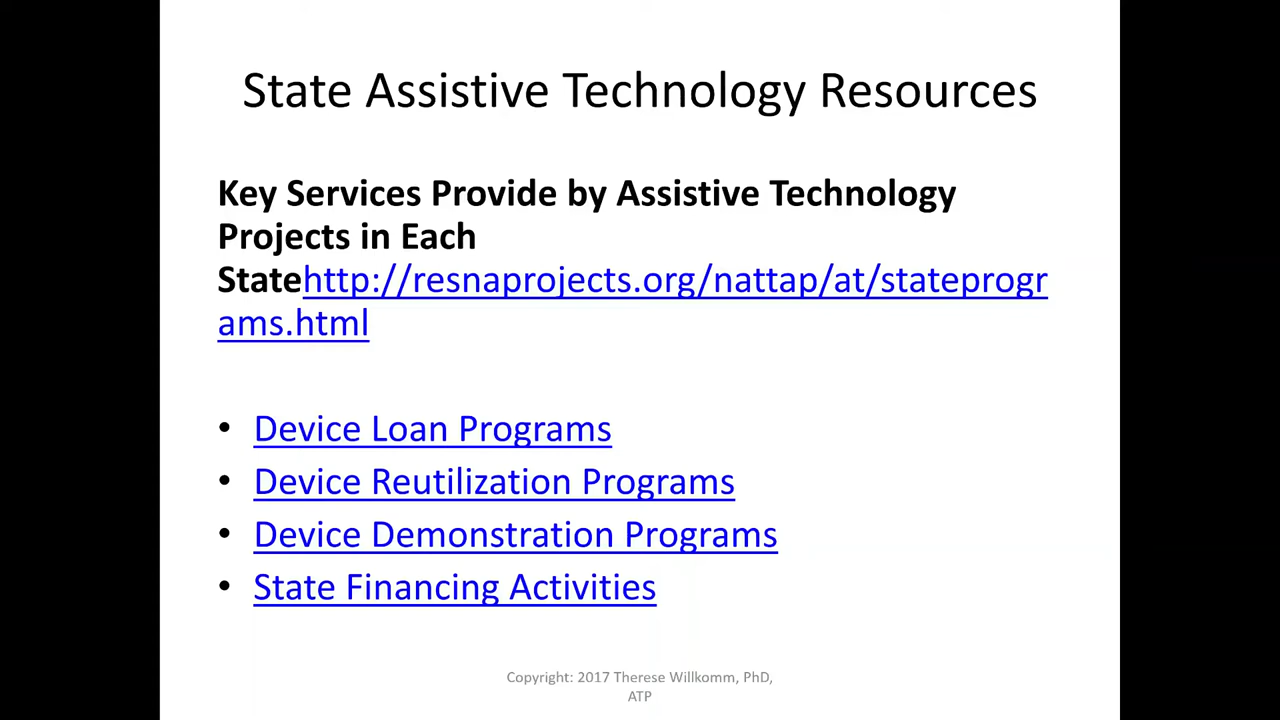 State Assistive Technology Resources
Key Services Provide by Assistive Technology
Projects in Each
Statehttp://resnaprojects.org/nattap/at/stateprogr
ams.html
• Device Loan Programs
• Device Reutilization Programs
• Device Demonstration Programs
• State Financing Activities
Copyright: 2017 Therese Willkomm, PhD,
ATP